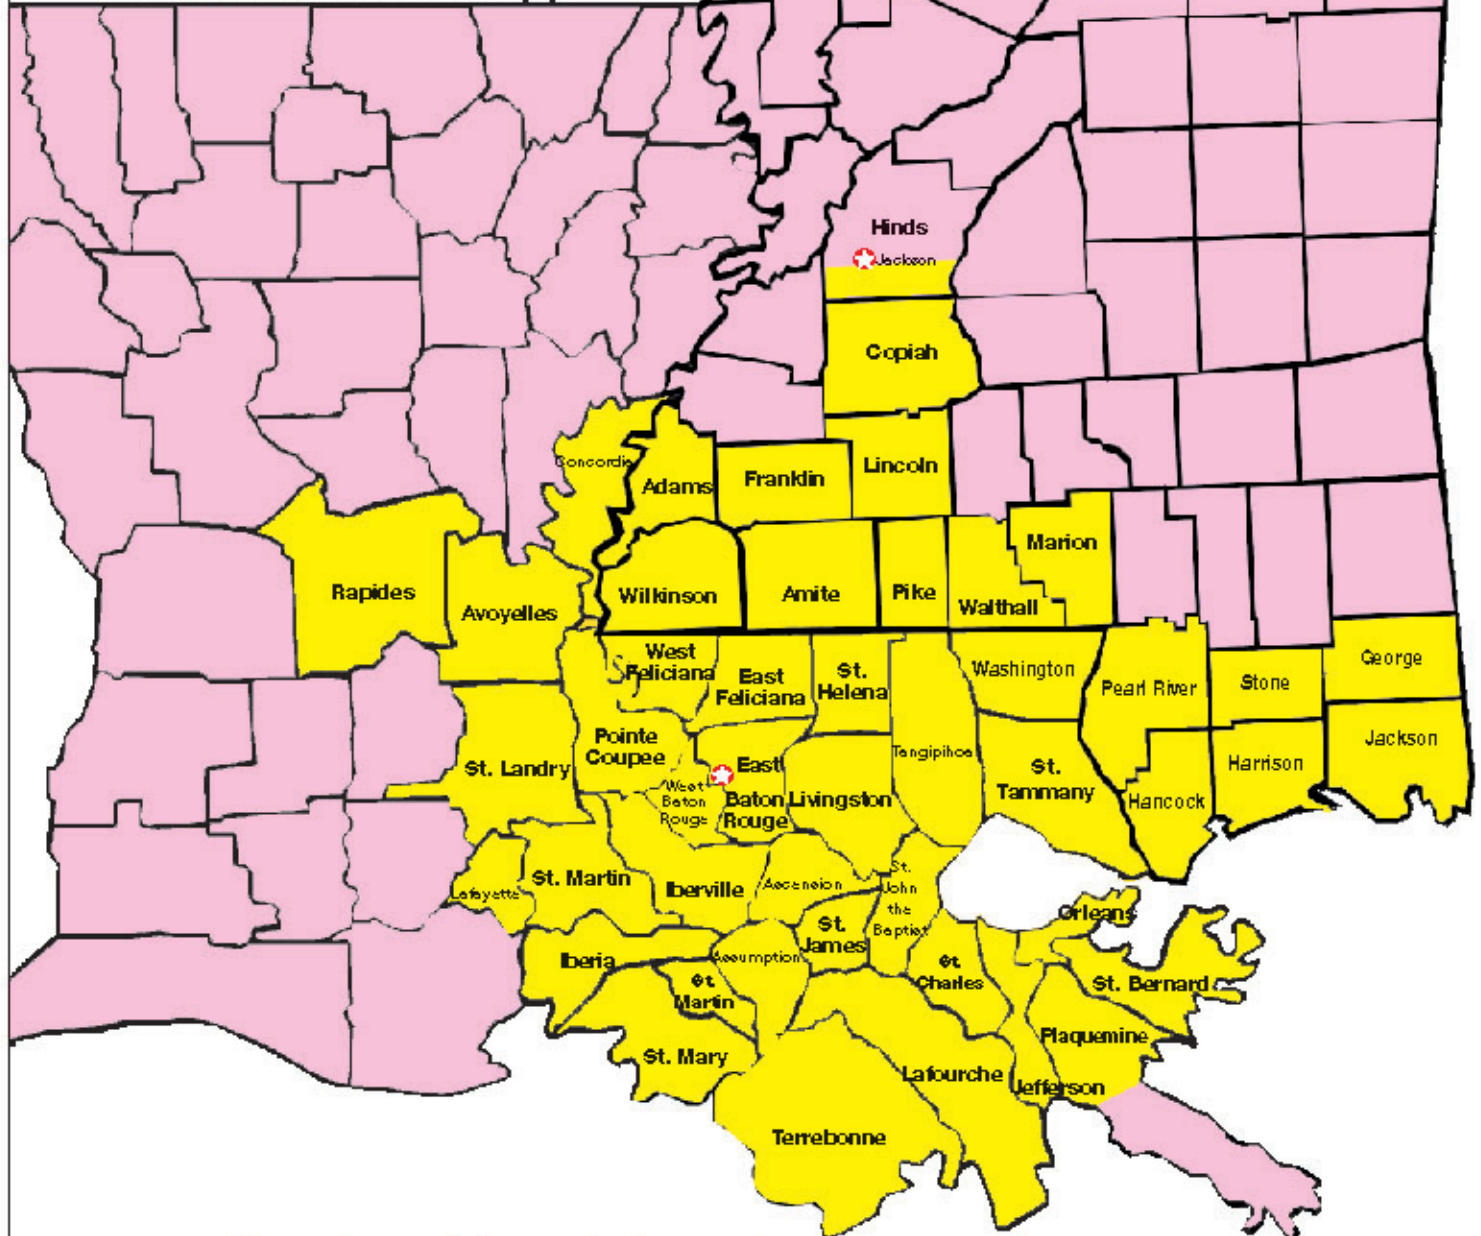 Hinds
Jackson
Copiah
Concordia
Adams
Franklin
Lincoln
Marion
Rapides
Avoyelles
Wilkinson
Amite
Pike
Walthall
West
Feliciana
East
Feliciana
St.
Helena
Washington
Pearl River
Stone
George
Pointe
Coupee
Tangipihoa
St. Landry
East
Baton
Rouge
West
Baton
Rouge
Livingston
St.
Tammany
Hancock
Harrison
Jackson
Lafayette
St. Martin
Iberville
Ascension
St.
John
the
Baptist
St.
James
Orleans
Iberia
Assumption
St.
Martin
St.
Charles
St. Bernard
Plaquemine
St. Mary
Lafourche
Jefferson
Terrebonne